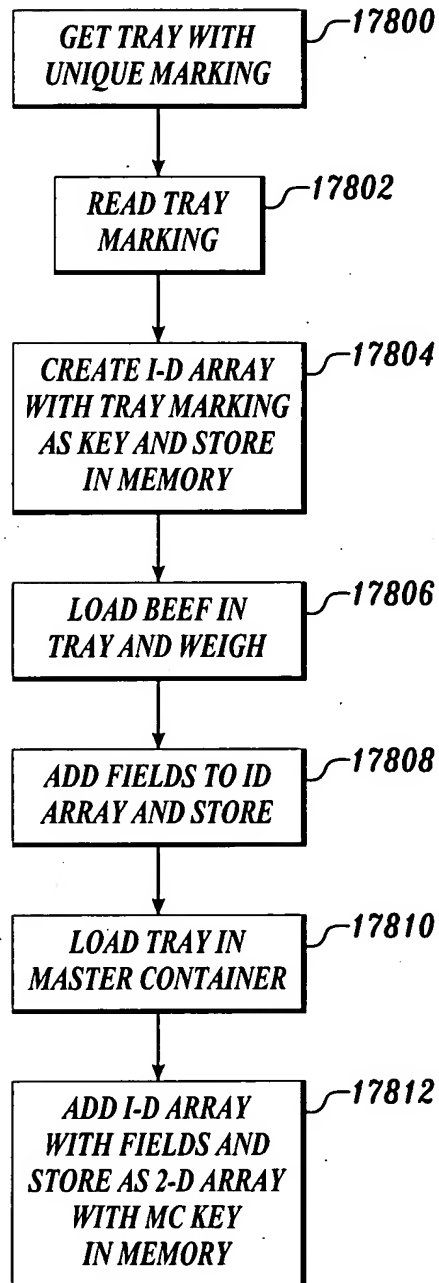 GET TRAY WITH
UNIQUE MARKING
17800
READ TRAY
MARKING
17802
CREATE I-D ARRAY
WITH TRAY MARKING
AS KEY AND STORE
IN MEMORY
17804
LOAD BEEF IN
TRAY AND WEIGH
17806
ADD FIELDS TO ID
ARRAY AND STORE
17808
LOAD TRAY IN
MASTER CONTAINER
17810
ADD I-D ARRAY
WITH FIELDS AND
STORE AS 2-D ARRAY
WITH MC KEY
IN MEMORY
17812